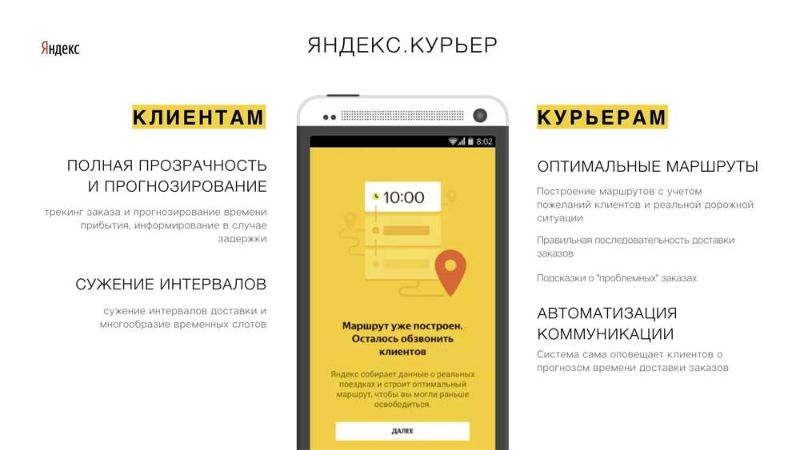 Яндекс
ЯНДЕКС.КУРЬЕР
КЛИЕНТАМ
ПОЛНАЯ ПРОЗРАЧНОСТЬ
И ПРОГНОЗИРОВАНИЕ
трекинг заказа и прогнозирование времени
прибытия, информирование в случае
задержки
СУЖЕНИЕ ИНТЕРВАЛОВ
сужение интервалов доставки и
многообразие временных слотов
8:02
10:00
Маршрут уже построен.
Осталось обзвонить
клиентов
Яндекс собирает данные о реальных
поездках и строит оптимальный
маршрут, чтобы вы могли раньше
освободиться.
ДАЛЕЕ
КУРЬЕРАМ
ОПТИМАЛЬНЫЕ МАРШРУТЫ
Построение маршрутов с учетом
пожеланий клиентов и реальной дорожной
ситуации
Правильная последовательность доставки
заказов
Подсказки о "проблемных" заказах
АВТОМАТИЗАЦИЯ
КОММУНИКАЦИИ
Система сама оповещает клиентов о
прогнозом времени доставки заказов